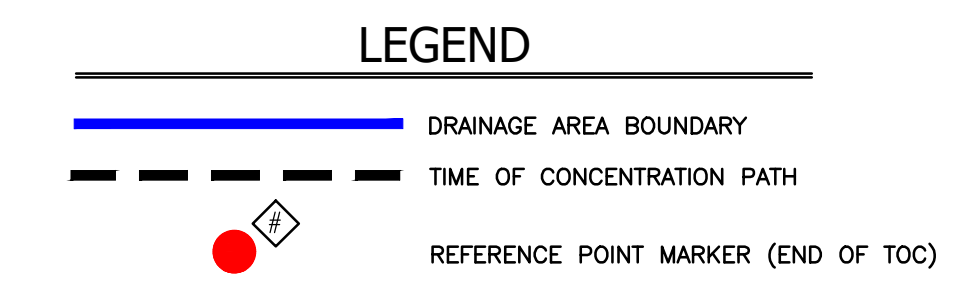 LEGEND
DRAINAGE AREA BOUNDARY
TIME OF CONCENTRATION PATH
#
REFERENCE POINT MARKER (END OF TOC)